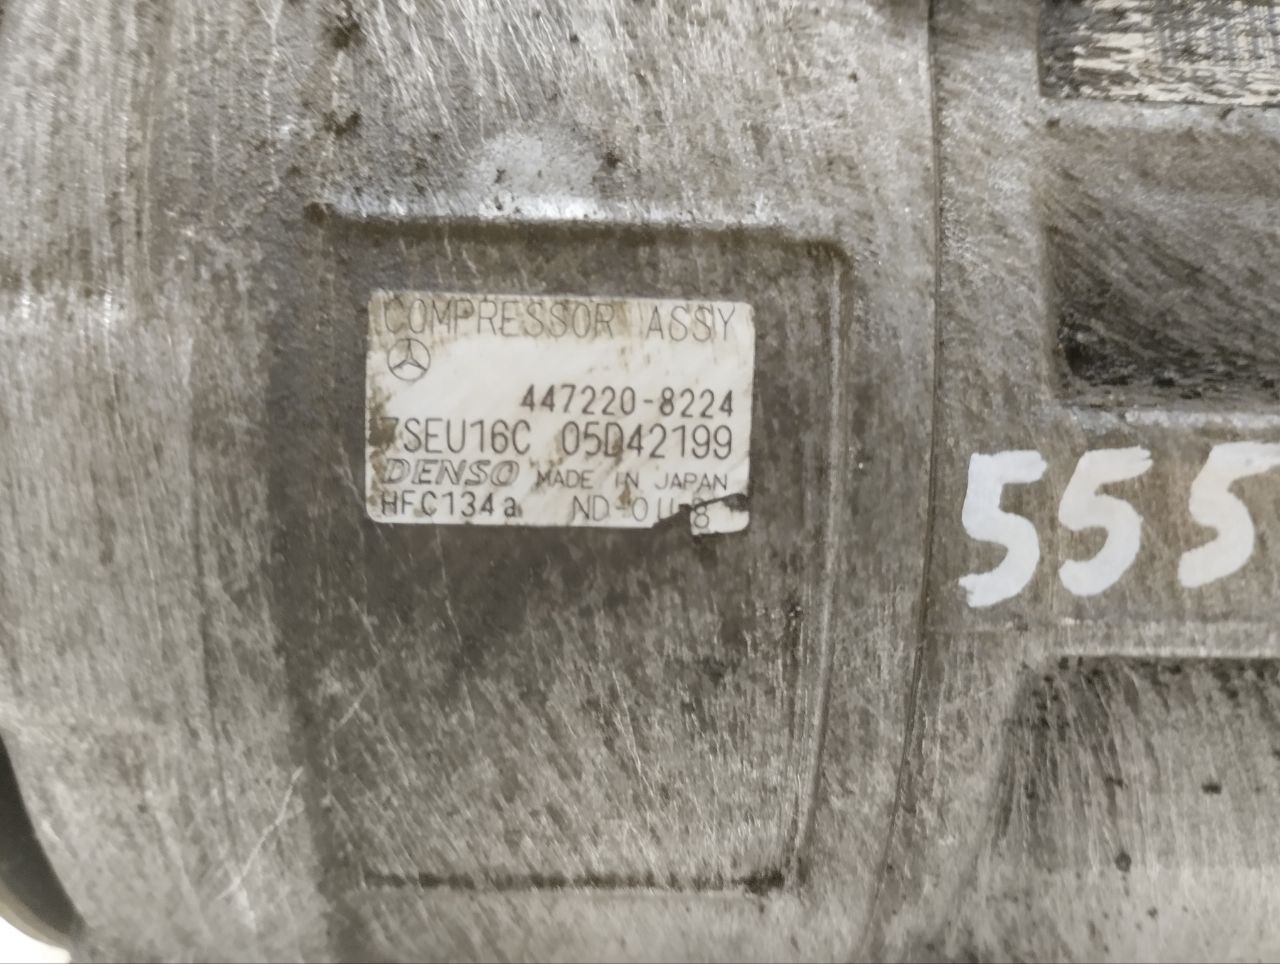 COMPRESSOR ASSY
447220-8224
7SEU16C 05D42199
DENSO MADE IN JAPAN
HFC134a
555